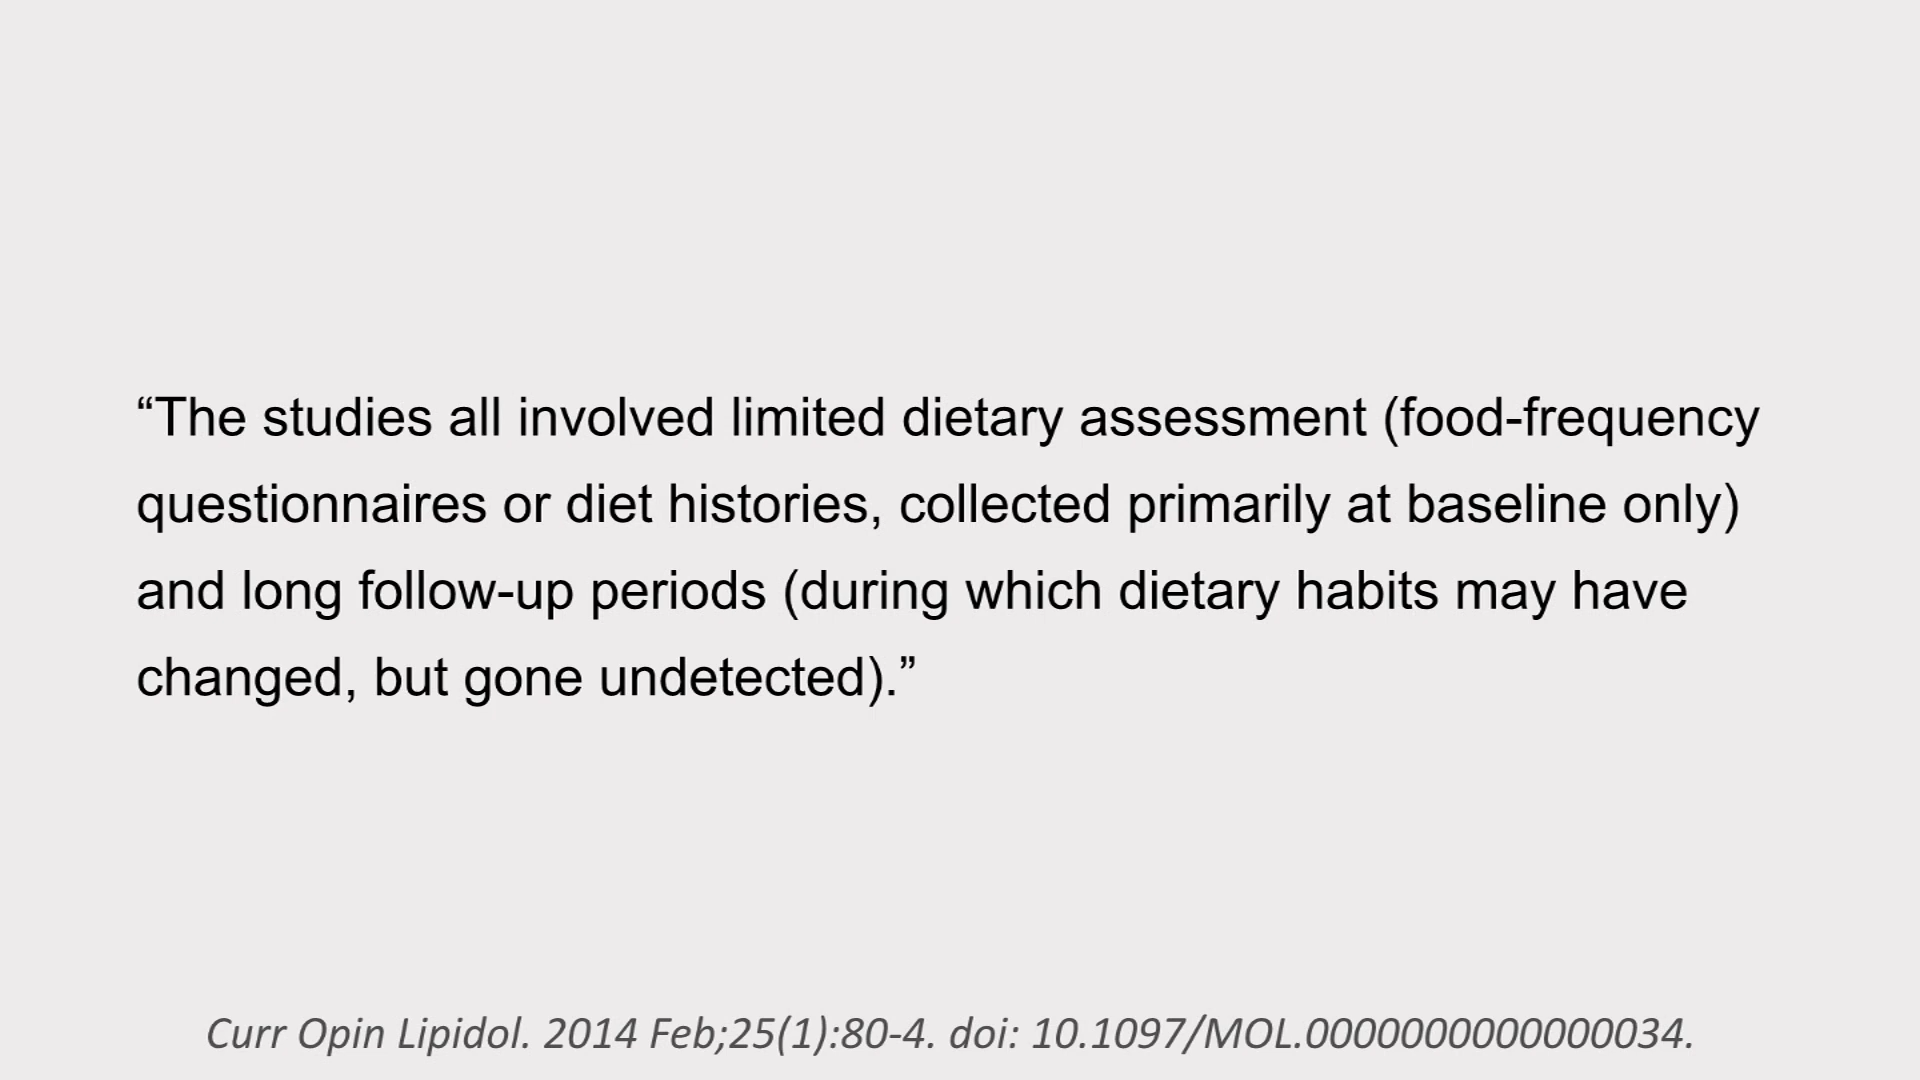 “The studies all involved limited dietary assessment (food-frequency
questionnaires or diet histories, collected primarily at baseline only)
and long follow-up periods (during which dietary habits may have
changed, but gone undetected).”
Curr Opin Lipidol. 2014 Feb;25(1):80-4. doi: 10.1097/MOL.0000000000000034.